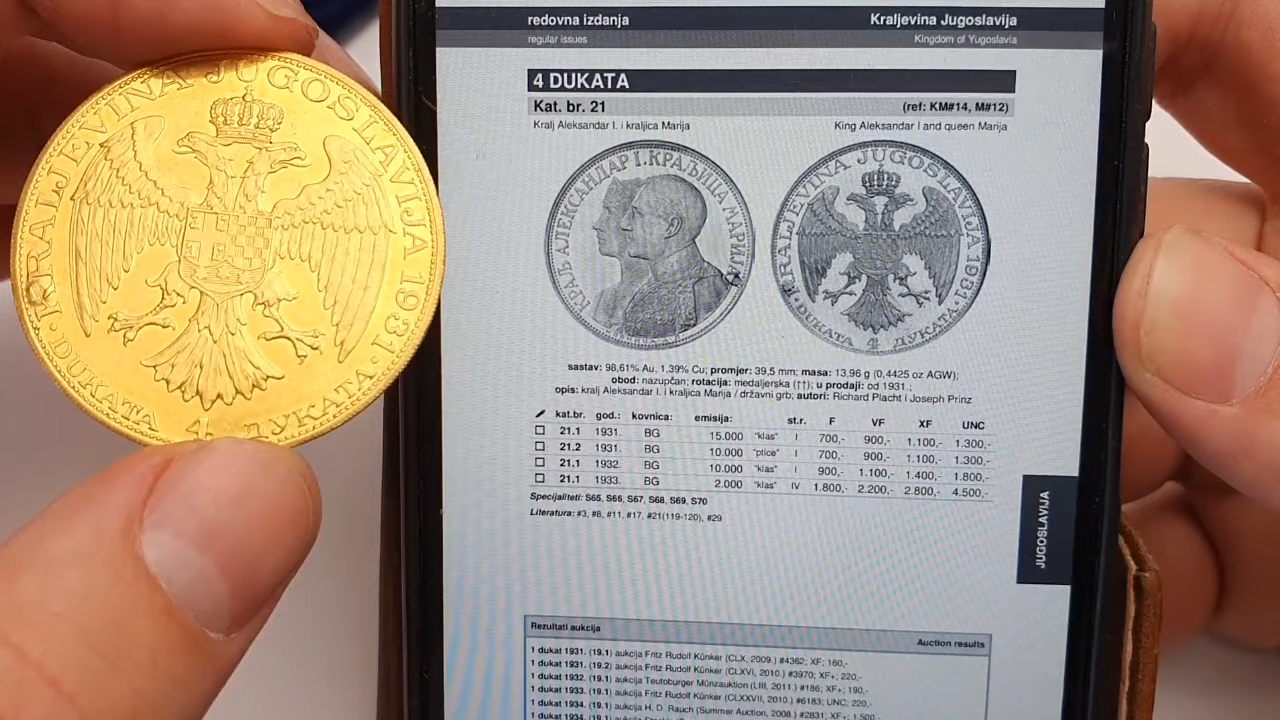 KRALJEVINA JUGOSLAVIJA 1931.
· DUKATA 4 ДУКАТА ·
redovna izdanja Kraljevina Jugoslavija
regular issues Kingdom of Yugoslavia
4 DUKATA
Kat. br. 21 (ref: KM#14, M#12)
Kralj Aleksandar I. i kraljica Marija King Aleksandar I and queen Marija
КРАЉ АЛЕКСАНДАР I. КРАЉИЦА МАРИЈА
KRALJEVINA JUGOSLAVIJA 1931.
· DUKATA 4 ДУКАТА ·
sastav: 98,61% Au, 1,39% Cu; promjer: 39,5 mm; masa: 13,96 g (0,4425 oz AGW);
obod: nazupčan; rotacija: medaljerska (↑↑); u prodaji: od 1931.;
opis: kralj Aleksandar I. i kraljica Marija / državni grb; autori: Richard Placht i Joseph Prinz
kat.br. god.: kovnica: emisija: st.r. F VF XF UNC
21.1 1931. BG 15.000 "klas" I 700,- 900,- 1.100,- 1.300,-
21.2 1931. BG 10.000 "ptice" I 700,- 900,- 1.100,- 1.300,-
21.1 1932. BG 10.000 "klas" I 900,- 1.100,- 1.400,- 1.800,-
21.1 1933. BG 2.000 "klas" IV 1.800,- 2.200,- 2.800,- 4.500,-
Specijaliteti: S65, S66, S67, S68, S69, S70
Literatura: #3, #8, #11, #17, #21(119-120), #29
JUGOSLAVIJA
Rezultati aukcija Auction results
1 dukat 1931. (19.1) aukcija Fritz Rudolf Künker (CLX, 2009.) #4362; XF; 160,-
1 dukat 1931. (19.2) aukcija Fritz Rudolf Künker (CLXVI, 2010.) #3970; XF+; 220,-
1 dukat 1932. (19.1) aukcija Teutoburger Münzauktion (LIII, 2011.) #186; XF+; 190,-
1 dukat 1933. (19.1) aukcija Fritz Rudolf Künker (CLXXVII, 2010.) #6183; UNC; 220,-
1 dukat 1934. (19.1) aukcija H. D. Rauch (Summer Auction, 2008.) #2831; XF+; 1.500,-
1 dukat 1934. (19.1) aukcija